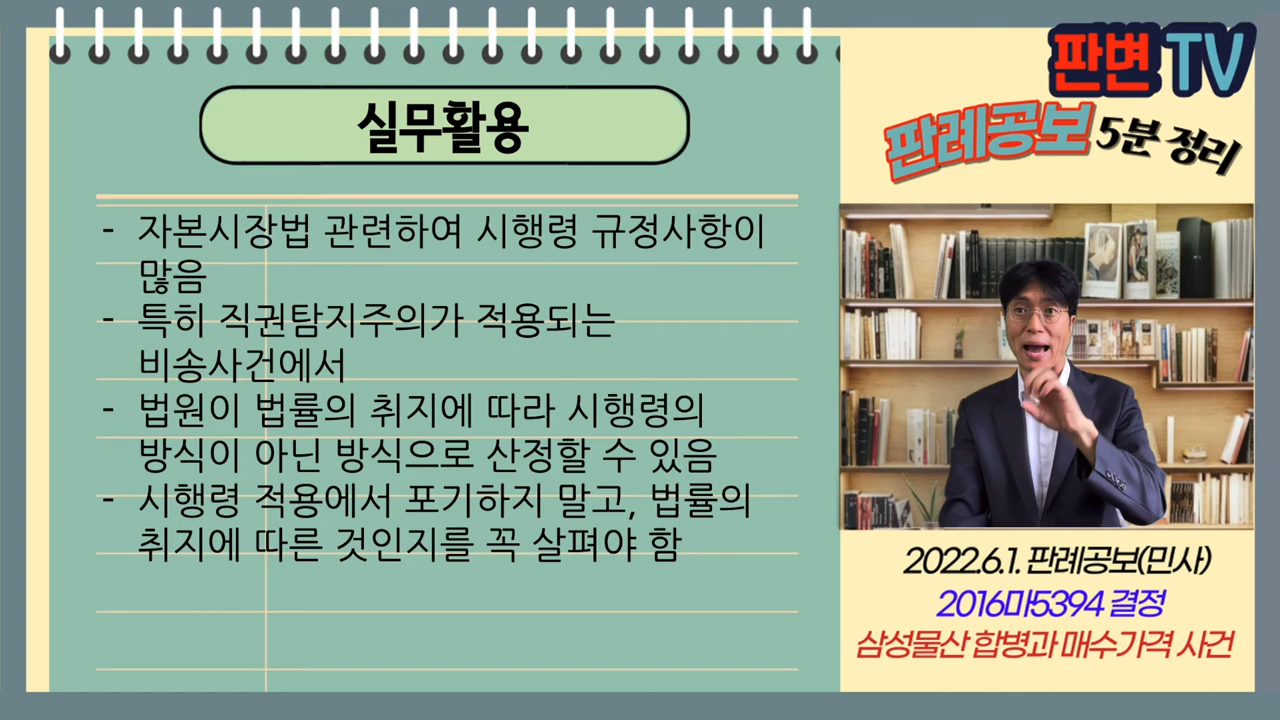 실무활용
- 자본시장법 관련하여 시행령 규정사항이
많음
- 특히 직권탐지주의가 적용되는
비송사건에서
- 법원이 법률의 취지에 따라 시행령의
방식이 아닌 방식으로 산정할 수 있음
- 시행령 적용에서 포기하지 말고, 법률의
취지에 따른 것인지를 꼭 살펴야 함
판변 TV
판례공보 5분 정리
2022.6.1. 판례공보(민사)
2016마5394 결정
삼성물산 합병과 매수가격 사건